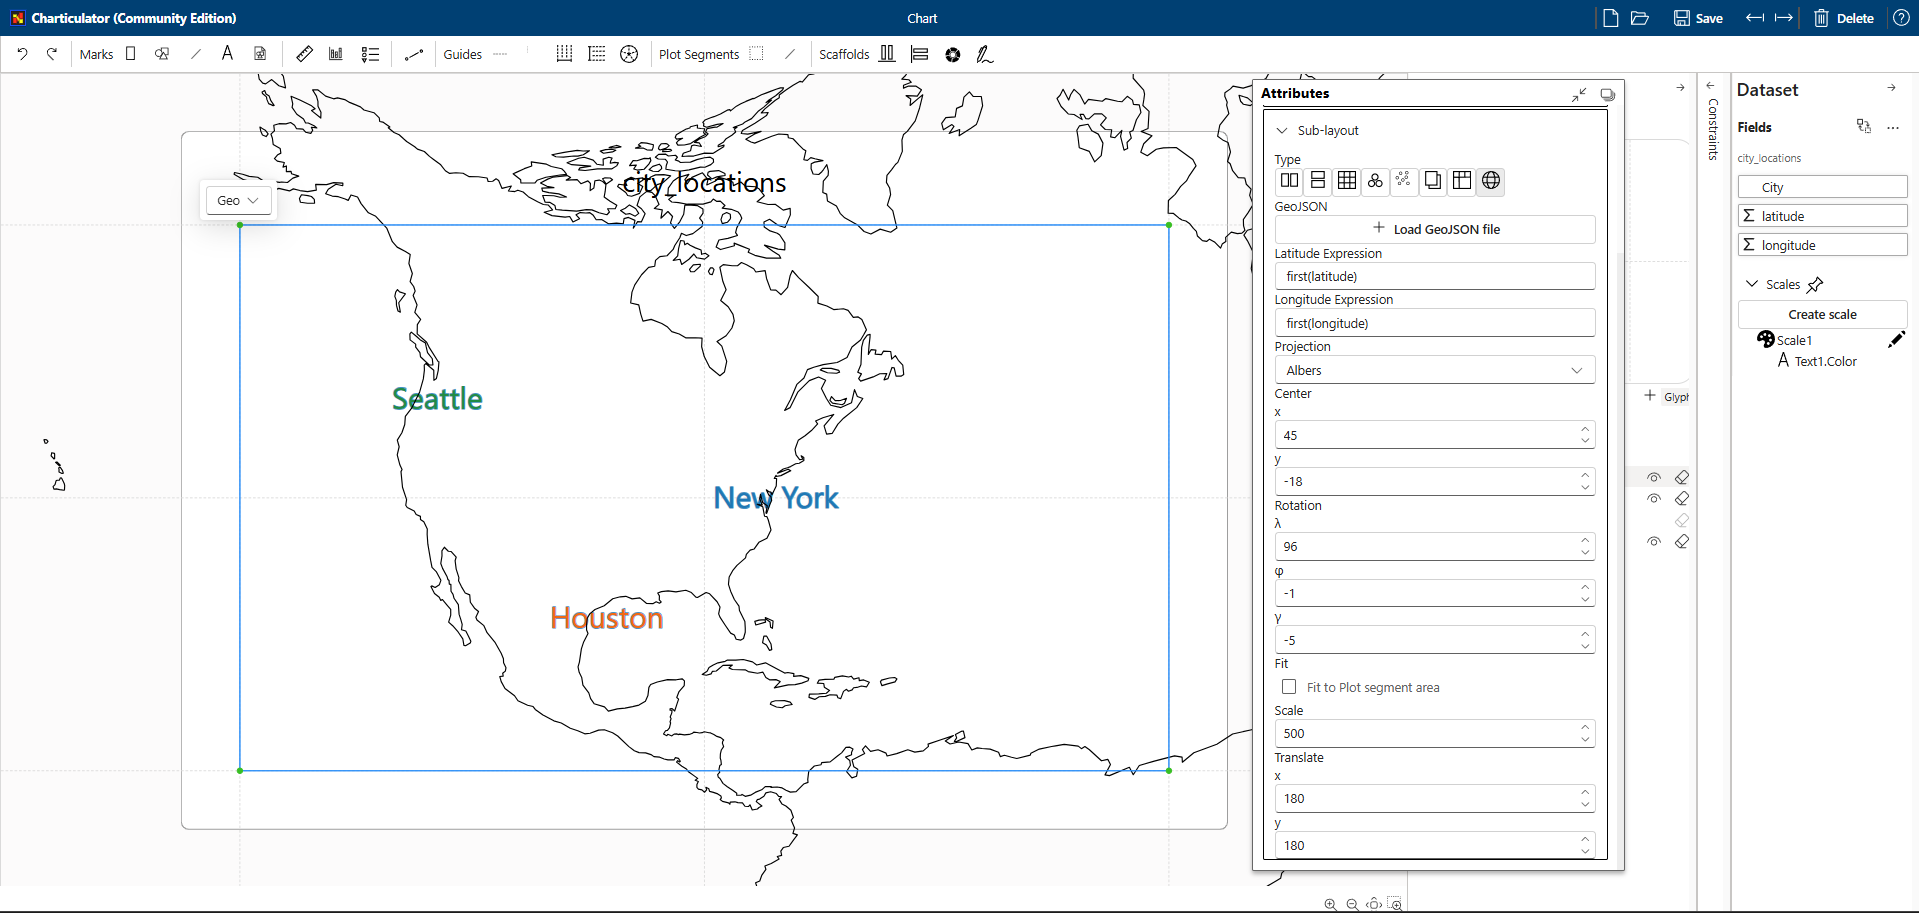 Charticulator (Community Edition)
Chart
Save
Delete
Marks
Guides
Plot Segments
Scaffolds
Geo
city_locations
Seattle
New York
Houston
Attributes
Sub-layout
Type
GeoJSON
Load GeoJSON file
Latitude Expression
first(latitude)
Longitude Expression
first(longitude)
Projection
Albers
Center
x
45
y
-18
Rotation
λ
96
φ
-1
γ
-5
Fit
Fit to Plot segment area
Scale
500
Translate
x
180
y
180
Glyph
Constraints
Dataset
Fields
city_locations
City
Σ latitude
Σ longitude
Scales
Create scale
Scale1
A Text1.Color